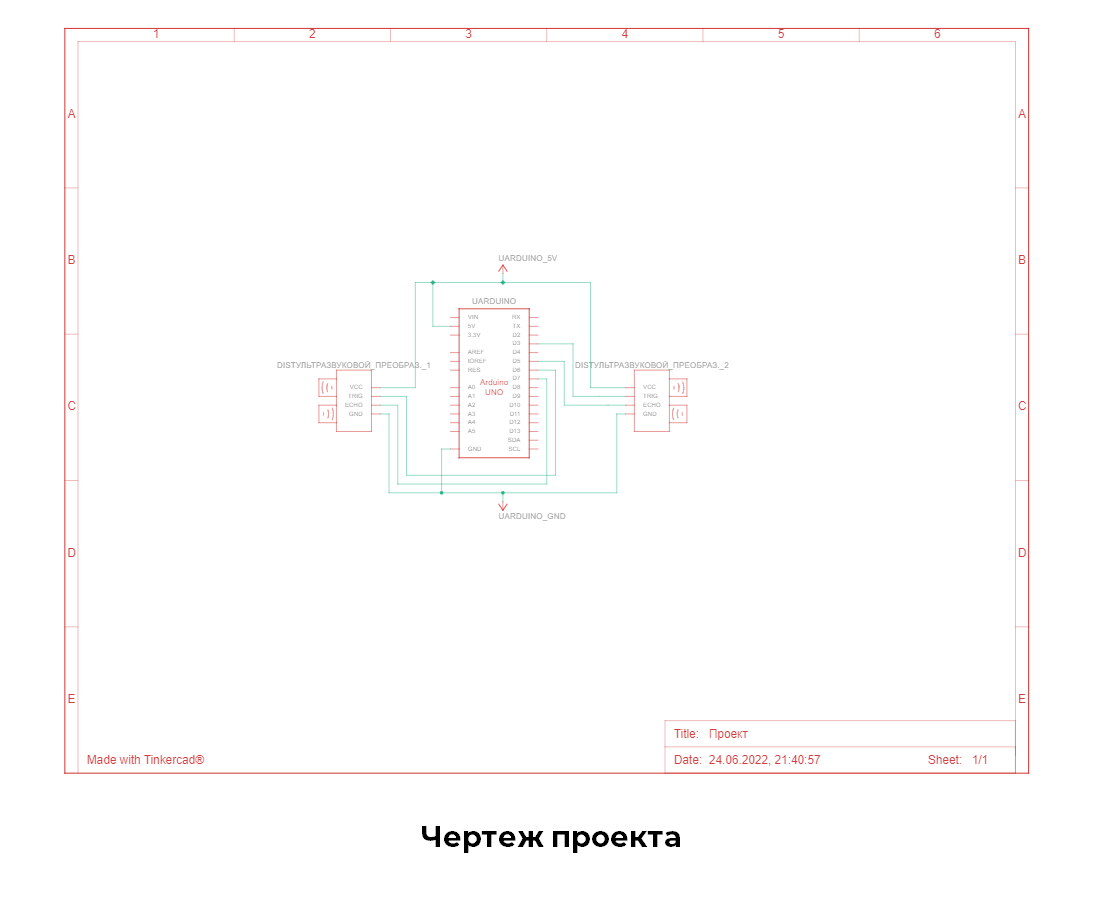 1 2 3 4 5 6
A A
B B
UARDUINO_5V
UARDUINO
VIN RX
5V TX
3.3V D2
D3
AREF D4
IOREF D5
RES D6
D7
A0 D8
A1 D9
A2 D10
A3 D11
A4 D12
A5 D13
SDA
GND SCL
Arduino
UNO
DISTУЛЬТРАЗВУКОВОЙ_ПРЕОБРАЗ._1
VCC
TRIG
ECHO
GND
DISTУЛЬТРАЗВУКОВОЙ_ПРЕОБРАЗ._2
VCC
TRIG
ECHO
GND
C C
UARDUINO_GND
D D
E E
Title: Проект
Made with Tinkercad®
Date: 24.06.2022, 21:40:57 Sheet: 1/1
Чертеж проекта